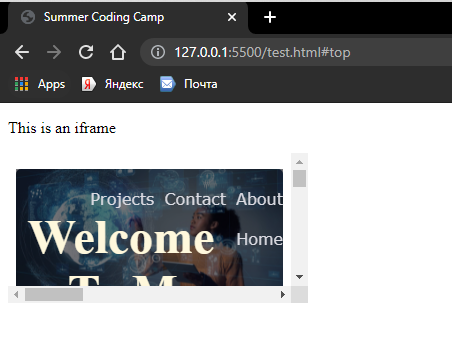 Summer Coding Camp
127.0.0.1:5500/test.html#top
Apps Яндекс Почта
This is an iframe
Projects Contact About
Welcome
Home
To M